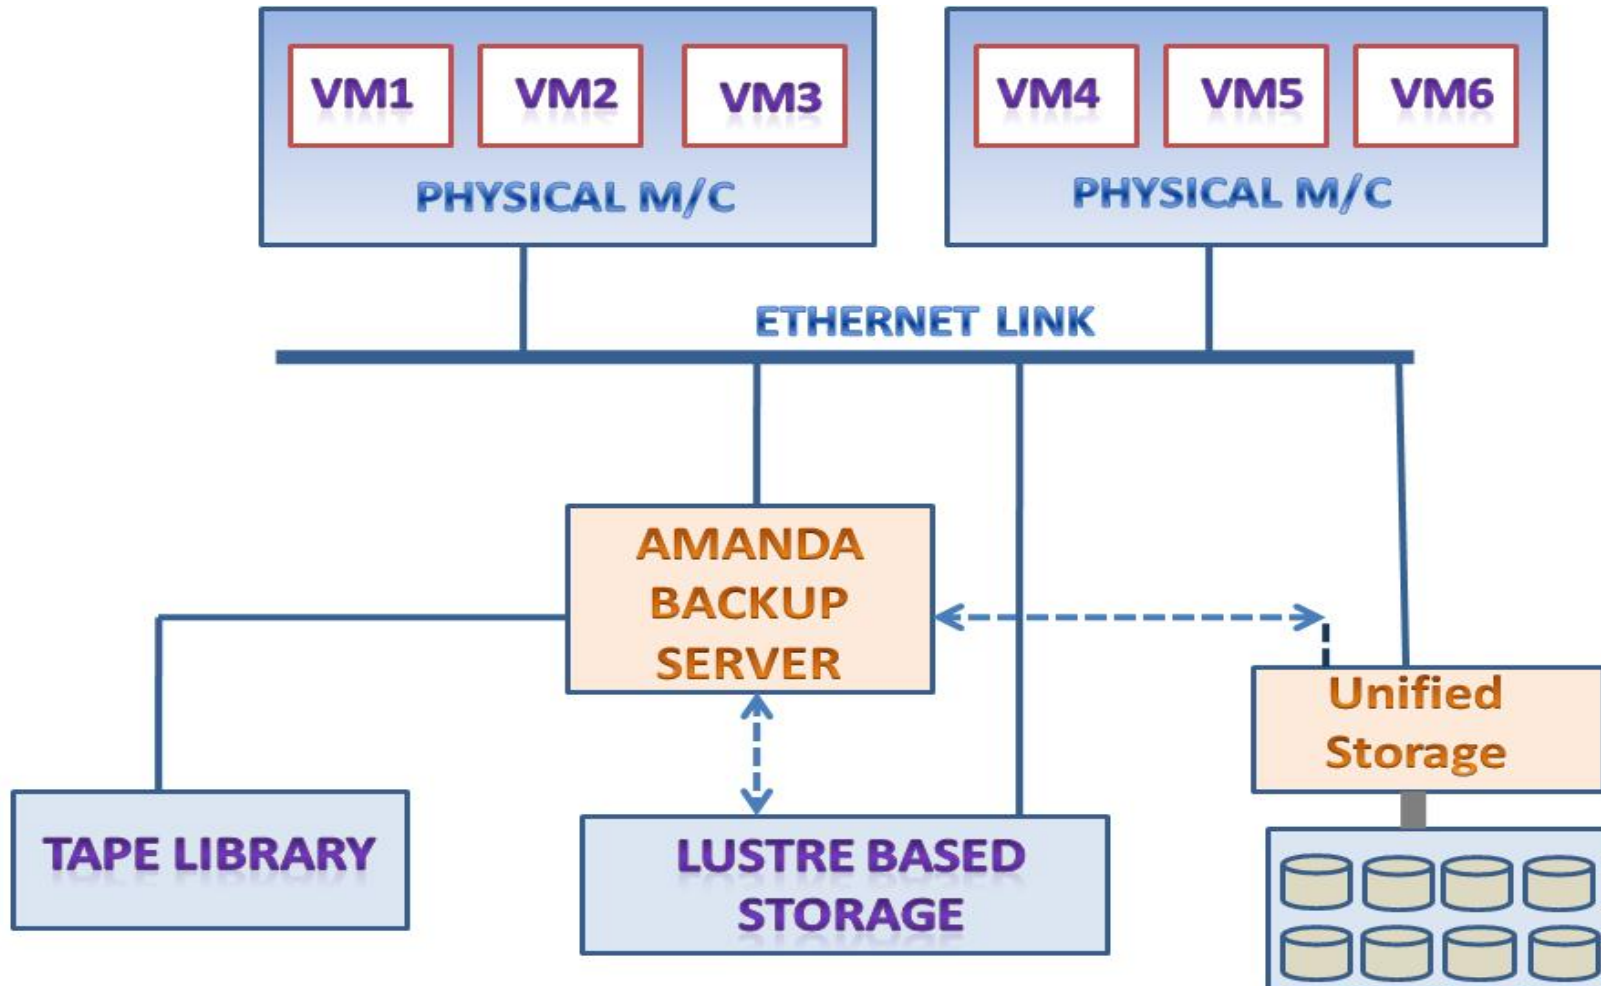 VM1 VM2 VM3
PHYSICAL M/C
VM4 VM5 VM6
PHYSICAL M/C
ETHERNET LINK
AMANDA
BACKUP
SERVER
Unified
Storage
TAPE LIBRARY
LUSTRE BASED
STORAGE